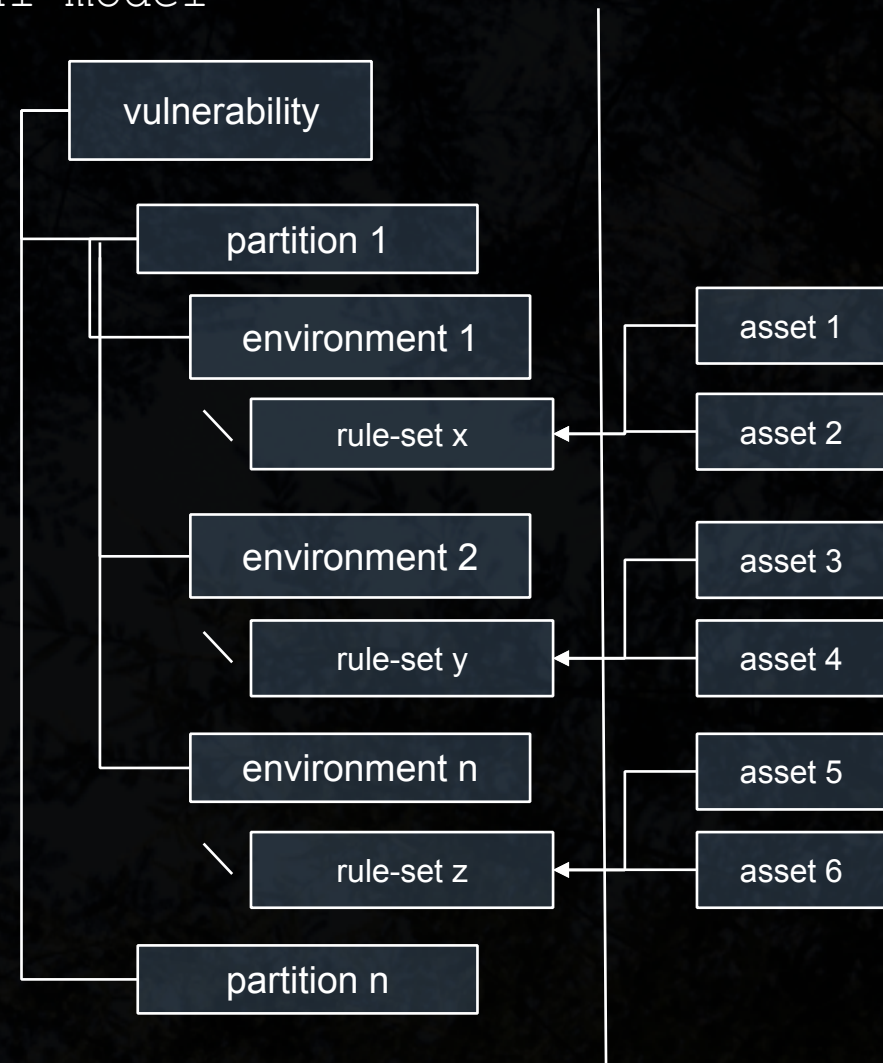 model
vulnerability
partition 1
environment 1
rule-set x
environment 2
rule-set y
environment n
rule-set z
partition n
asset 1
asset 2
asset 3
asset 4
asset 5
asset 6